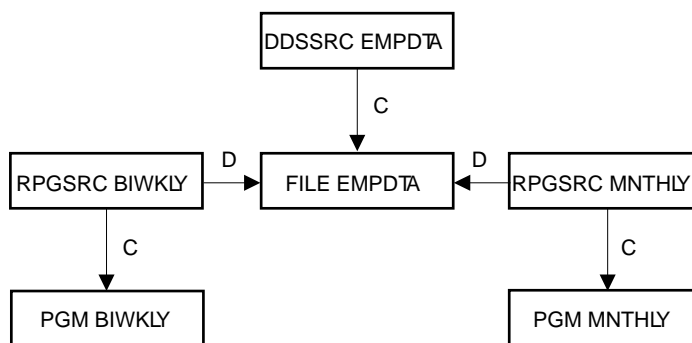 DDSSRC EMPDTA
C
RPGSRC BIWKLY
D
FILE EMPDTA
D
RPGSRC MNTHLY
C
C
PGM BIWKLY
PGM MNTHLY